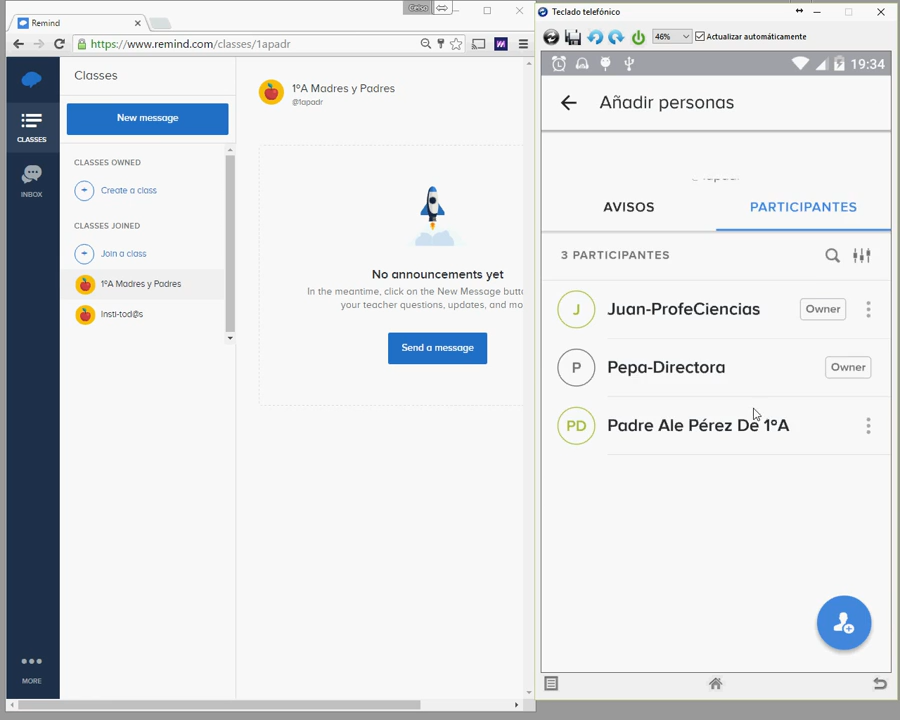 Remind
Celso
https://www.remind.com/classes/1apadr
Classes
New message
CLASSES OWNED
Create a class
CLASSES JOINED
Join a class
1ºA Madres y Padres
Insti-tod@s
CLASSES
INBOX
MORE
1ºA Madres y Padres
@1apadr
No announcements yet
In the meantime, click on the New Message butto
your teacher questions, updates, and mo
Send a message
Teclado telefónico
46%
Actualizar automáticamente
19:34
Añadir personas
@1apadr
AVISOS
PARTICIPANTES
3 PARTICIPANTES
J
Juan-ProfeCiencias
Owner
P
Pepa-Directora
Owner
PD
Padre Ale Pérez De 1ºA